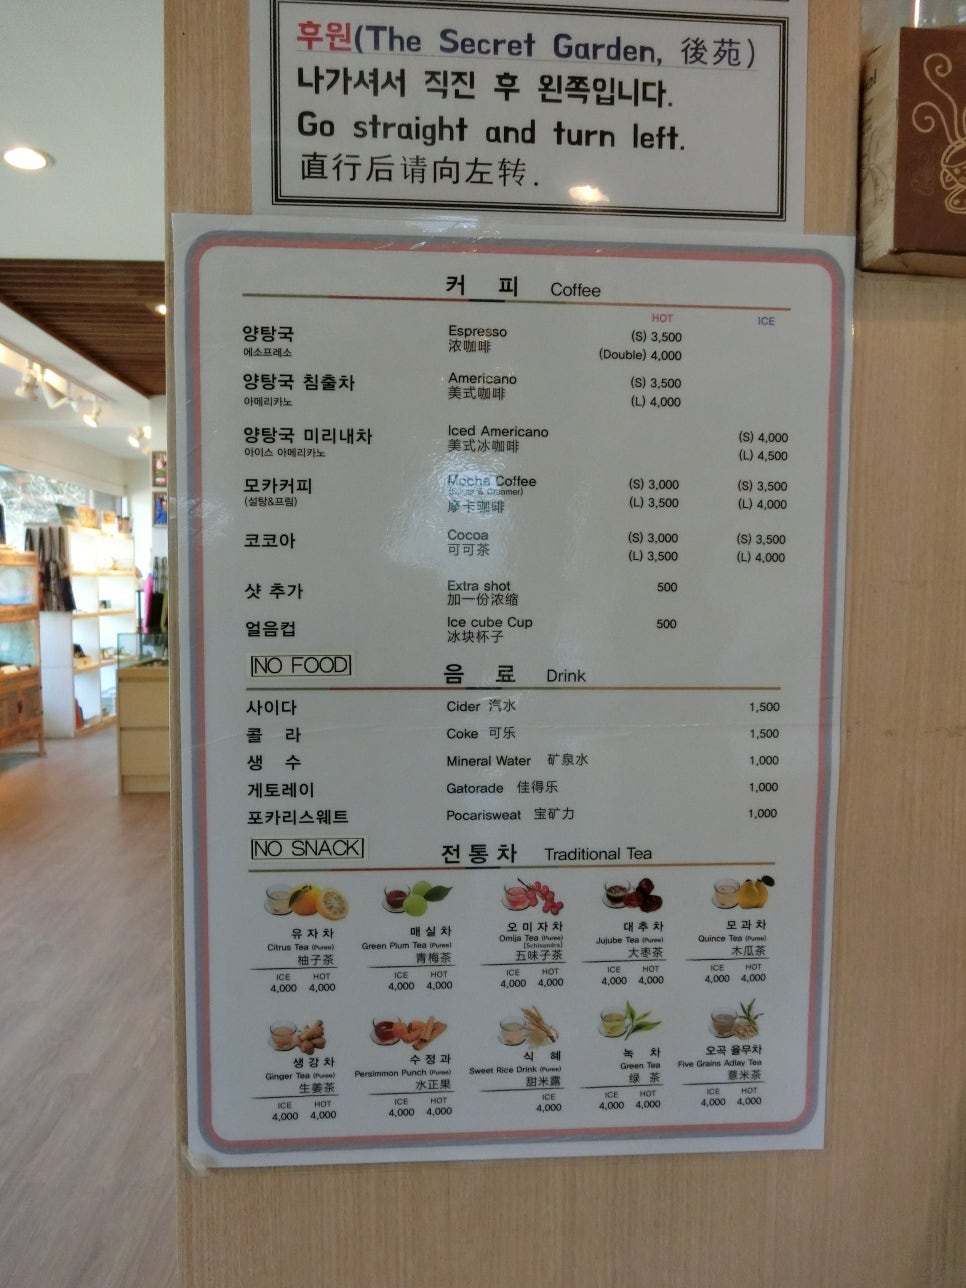 후원(The Secret Garden, 後苑)
나가셔서 직진 후 왼쪽입니다.
Go straight and turn left.
直行后请向左转.
커 피 Coffee
HOT ICE
양탕국 Espresso (S) 3,500
에소프레소 浓咖啡 (Double) 4,000
양탕국 침출차 Americano (S) 3,500
아메리카노 美式咖啡 (L) 4,000
양탕국 미리내차 Iced Americano (S) 4,000
아이스 아메리카노 美式冰咖啡 (L) 4,500
모카커피 Mocha Coffee (S) 3,000 (S) 3,500
(설탕&프림) (Sugar & Creamer) (L) 3,500 (L) 4,000
摩卡咖啡
코코아 Cocoa (S) 3,000 (S) 3,500
可可茶 (L) 3,500 (L) 4,000
샷 추가 Extra shot 500
加一份浓缩
얼음컵 Ice cube Cup 500
冰块杯子
NO FOOD
음 료 Drink
사이다 Cider 汽水 1,500
콜 라 Coke 可乐 1,500
생 수 Mineral Water 矿泉水 1,000
게토레이 Gatorade 佳得乐 1,000
포카리스웨트 Pocarisweat 宝矿力 1,000
NO SNACK
전통차 Traditional Tea
유자차 매실차 오미자차 대추차 모과차
Citrus Tea (Puree) Green Plum Tea (Puree) Omija Tea (Puree) Jujube Tea (Puree) Quince Tea (Puree)
(Schisandra)
柚子茶 青梅茶 五味子茶 大枣茶 木瓜茶
ICE HOT ICE HOT ICE HOT ICE HOT ICE HOT
4,000 4,000 4,000 4,000 4,000 4,000 4,000 4,000 4,000 4,000
생강차 수정과 식 혜 녹 차 오곡 율무차
Ginger Tea (Puree) Persimmon Punch (Puree) Sweet Rice Drink (Puree) Green Tea Five Grains Adlay Tea
生姜茶 水正果 甜米露 绿 茶 薏米茶
ICE HOT ICE HOT ICE ICE HOT ICE HOT
4,000 4,000 4,000 4,000 4,000 4,000 4,000 4,000 4,000